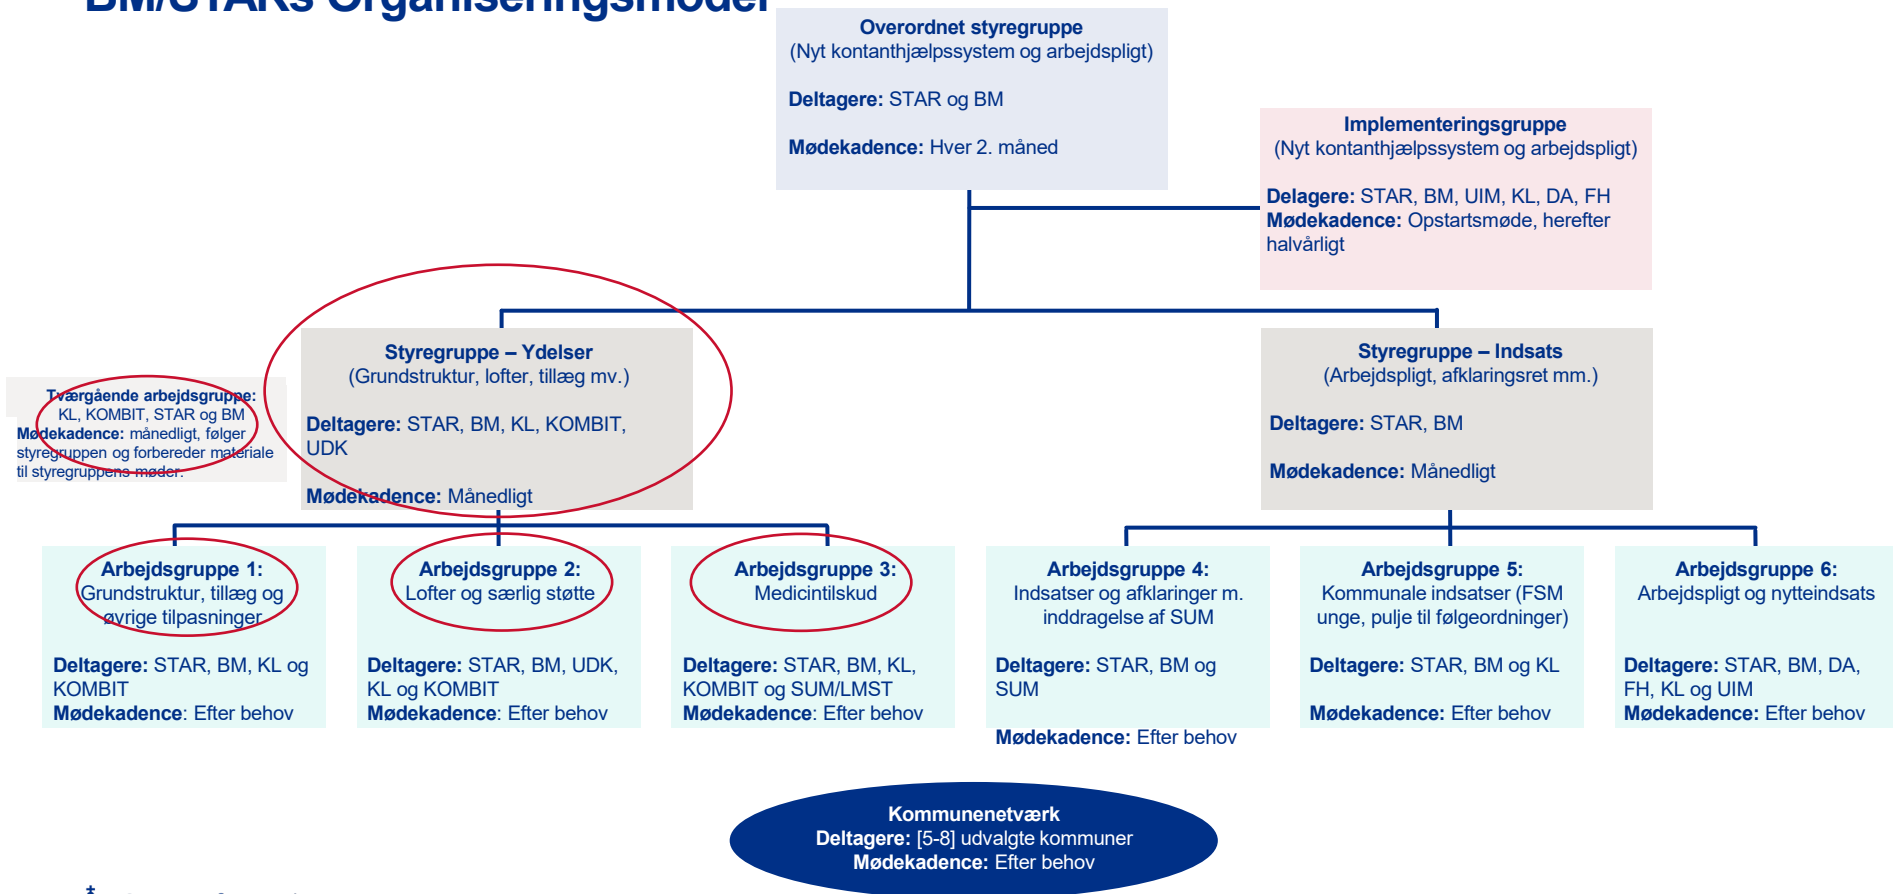 BM/STARs Organiseringsmodel
Overordnet styregruppe
(Nyt kontanthjælpssystem og arbejdspligt)
Deltagere: STAR og BM
Mødekadence: Hver 2. måned
Implementeringsgruppe
(Nyt kontanthjælpssystem og arbejdspligt)
Delagere: STAR, BM, UIM, KL, DA, FH
Mødekadence: Opstartsmøde, herefter
halvårligt
Styregruppe – Ydelser
(Grundstruktur, lofter, tillæg mv.)
Deltagere: STAR, BM, KL, KOMBIT,
UDK
Mødekadence: Månedligt
Styregruppe – Indsats
(Arbejdspligt, afklaringsret mm.)
Deltagere: STAR, BM
Mødekadence: Månedligt
Tværgående arbejdsgruppe:
KL, KOMBIT, STAR og BM
Mødekadence: månedligt, følger
styregruppen og forbereder materiale
til styregruppens møder.
Arbejdsgruppe 1:
Grundstruktur, tillæg og
øvrige tilpasninger
Deltagere: STAR, BM, KL og
KOMBIT
Mødekadence: Efter behov
Arbejdsgruppe 2:
Lofter og særlig støtte
Deltagere: STAR, BM, UDK,
KL og KOMBIT
Mødekadence: Efter behov
Arbejdsgruppe 3:
Medicintilskud
Deltagere: STAR, BM, KL,
KOMBIT og SUM/LMST
Mødekadence: Efter behov
Arbejdsgruppe 4:
Indsatser og afklaringer m.
inddragelse af SUM
Deltagere: STAR, BM og
SUM
Mødekadence: Efter behov
Arbejdsgruppe 5:
Kommunale indsatser (FSM
unge, pulje til følgeordninger)
Deltagere: STAR, BM og KL
Mødekadence: Efter behov
Arbejdsgruppe 6:
Arbejdspligt og nytteindsats
Deltagere: STAR, BM, DA,
FH, KL og UIM
Mødekadence: Efter behov
Kommunenetværk
Deltagere: [5-8] udvalgte kommuner
Mødekadence: Efter behov